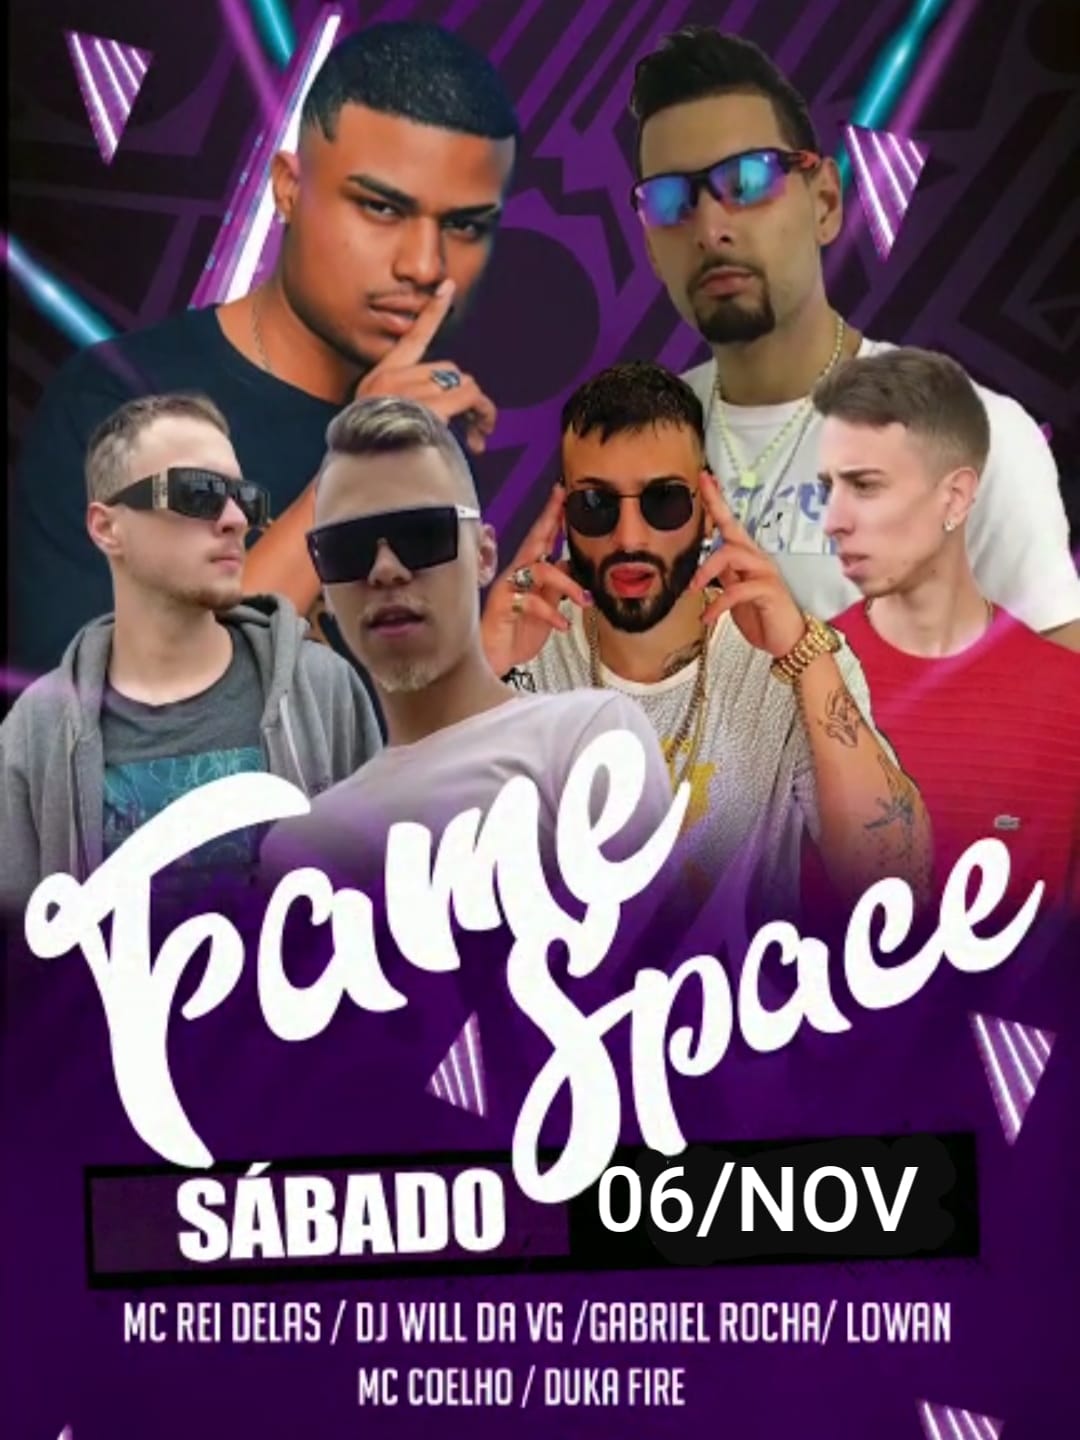 Fame
Space
SÁBADO 06/NOV
MC REI DELAS / DJ WILL DA VG /GABRIEL ROCHA/ LOWAN
MC COELHO / DUKA FIRE